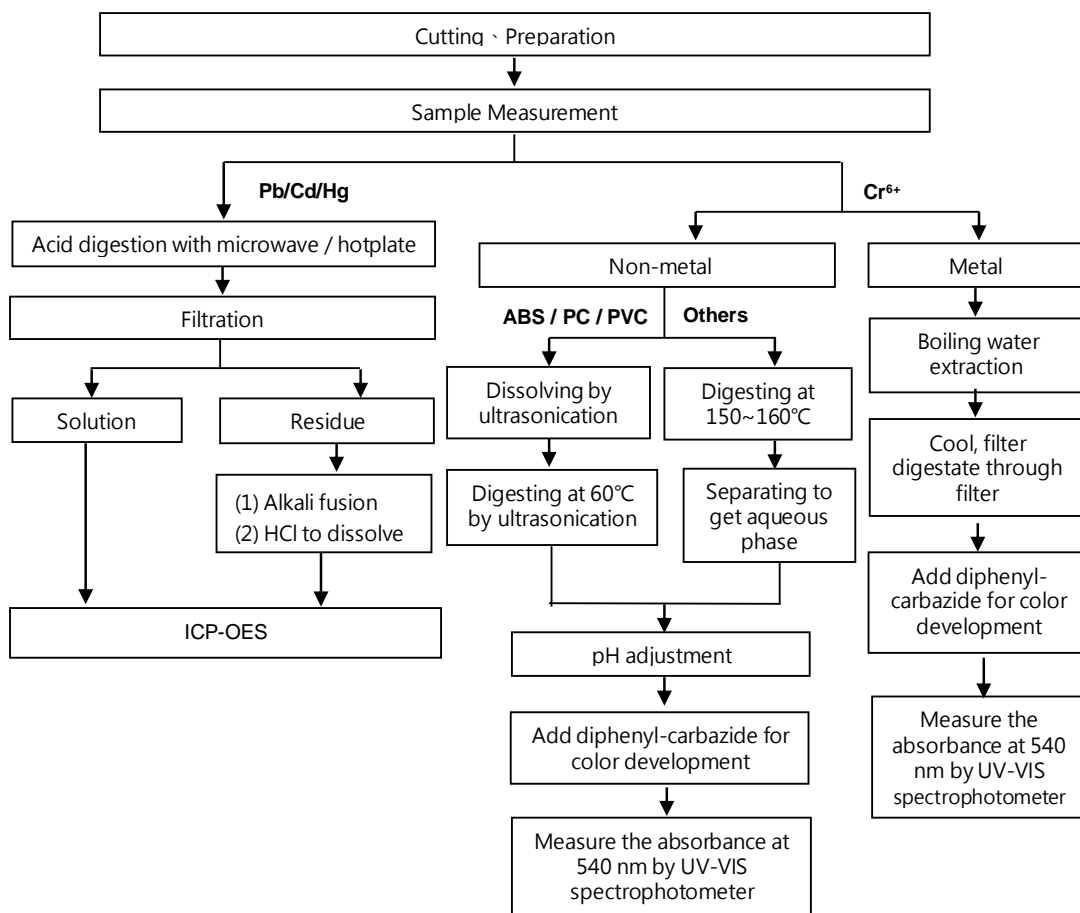 Cutting、Preparation
Sample Measurement
Pb/Cd/Hg
Cr⁶⁺
Acid digestion with microwave / hotplate
Non-metal
Metal
Filtration
ABS / PC / PVC
Others
Boiling water
extraction
Solution
Residue
Dissolving by
ultrasonication
Digesting at
150~160℃
Cool, filter
digestate through
filter
(1) Alkali fusion
(2) HCl to dissolve
Digesting at 60℃
by ultrasonication
Separating to
get aqueous
phase
Add diphenyl-
carbazide for color
development
ICP-OES
pH adjustment
Measure the
absorbance at 540
nm by UV-VIS
spectrophotometer
Add diphenyl-carbazide for
color development
Measure the absorbance at
540 nm by UV-VIS
spectrophotometer